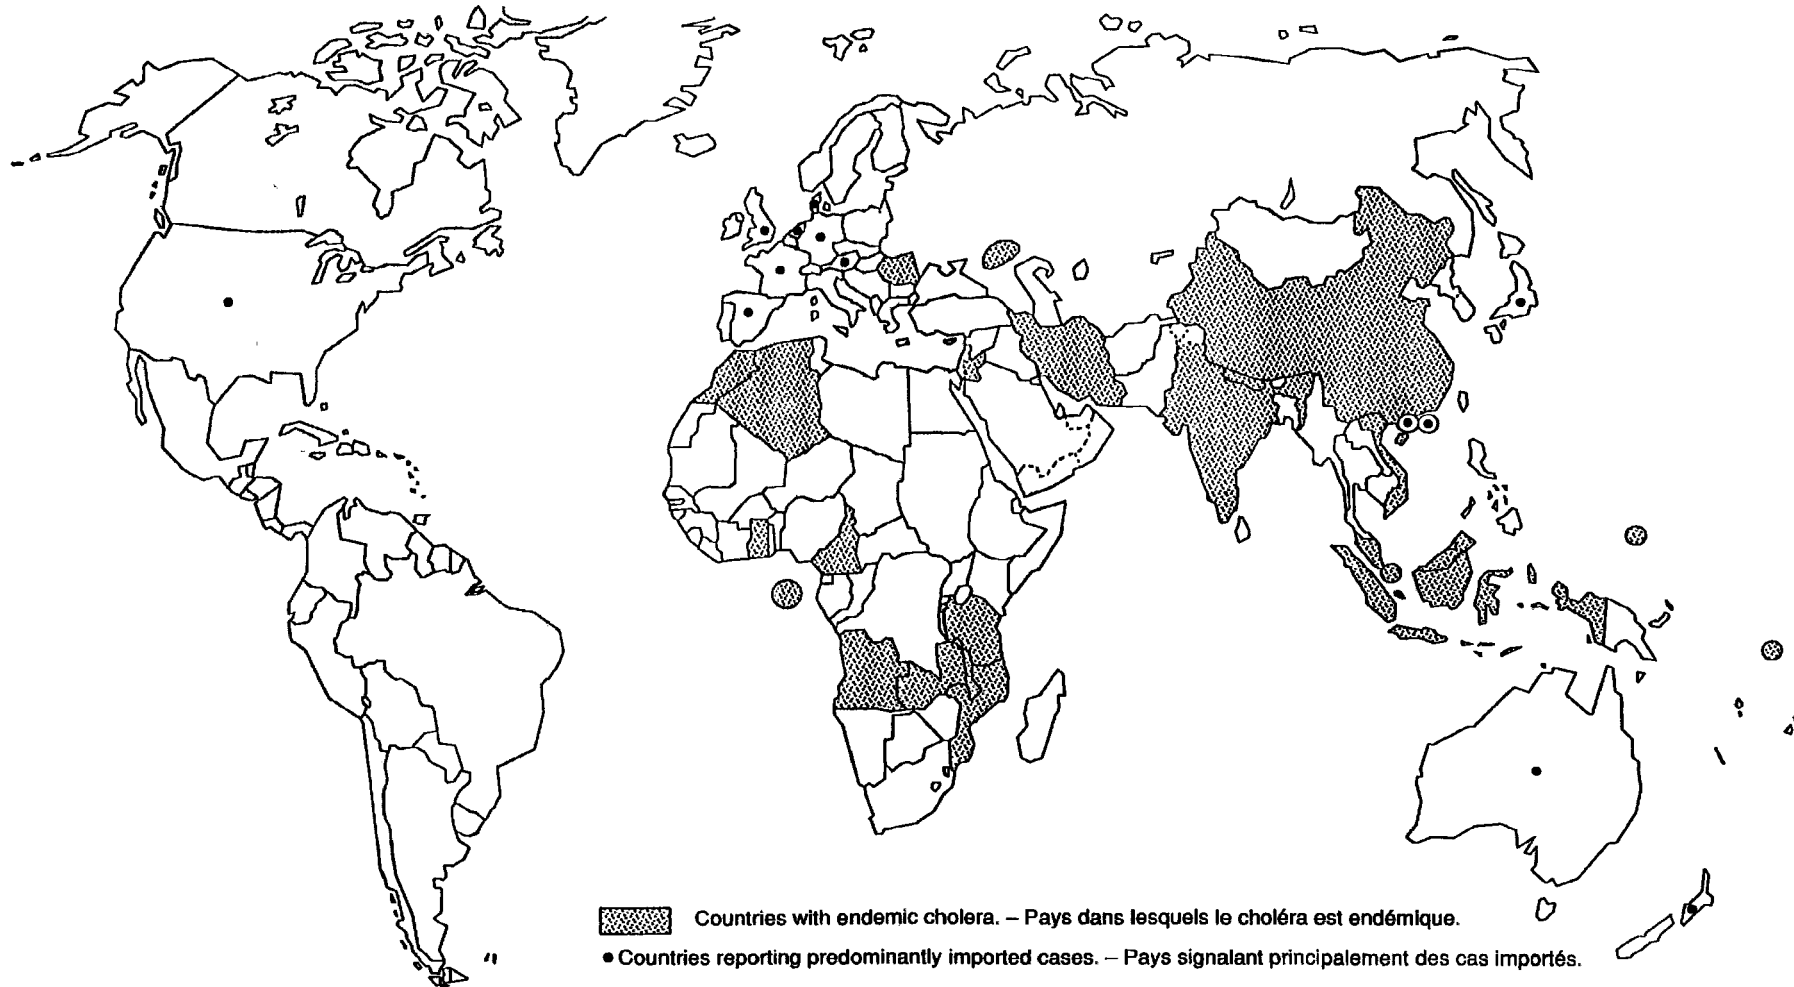 Countries with endemic cholera. – Pays dans lesquels le choléra est endémique.
• Countries reporting predominantly imported cases. – Pays signalant principalement des cas importés.